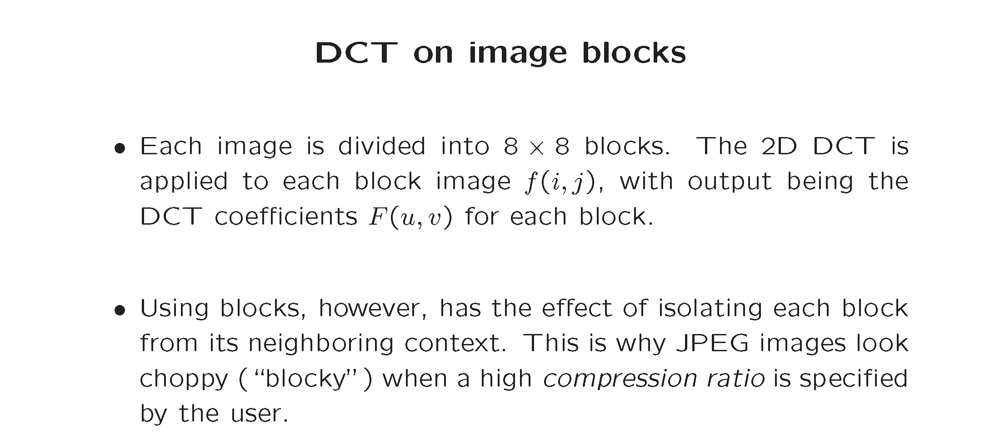 DCT on image blocks
• Each image is divided into 8 × 8 blocks. The 2D DCT is
applied to each block image f(i, j), with output being the
DCT coefficients F(u, v) for each block.
• Using blocks, however, has the effect of isolating each block
from its neighboring context. This is why JPEG images look
choppy (“blocky”) when a high compression ratio is specified
by the user.